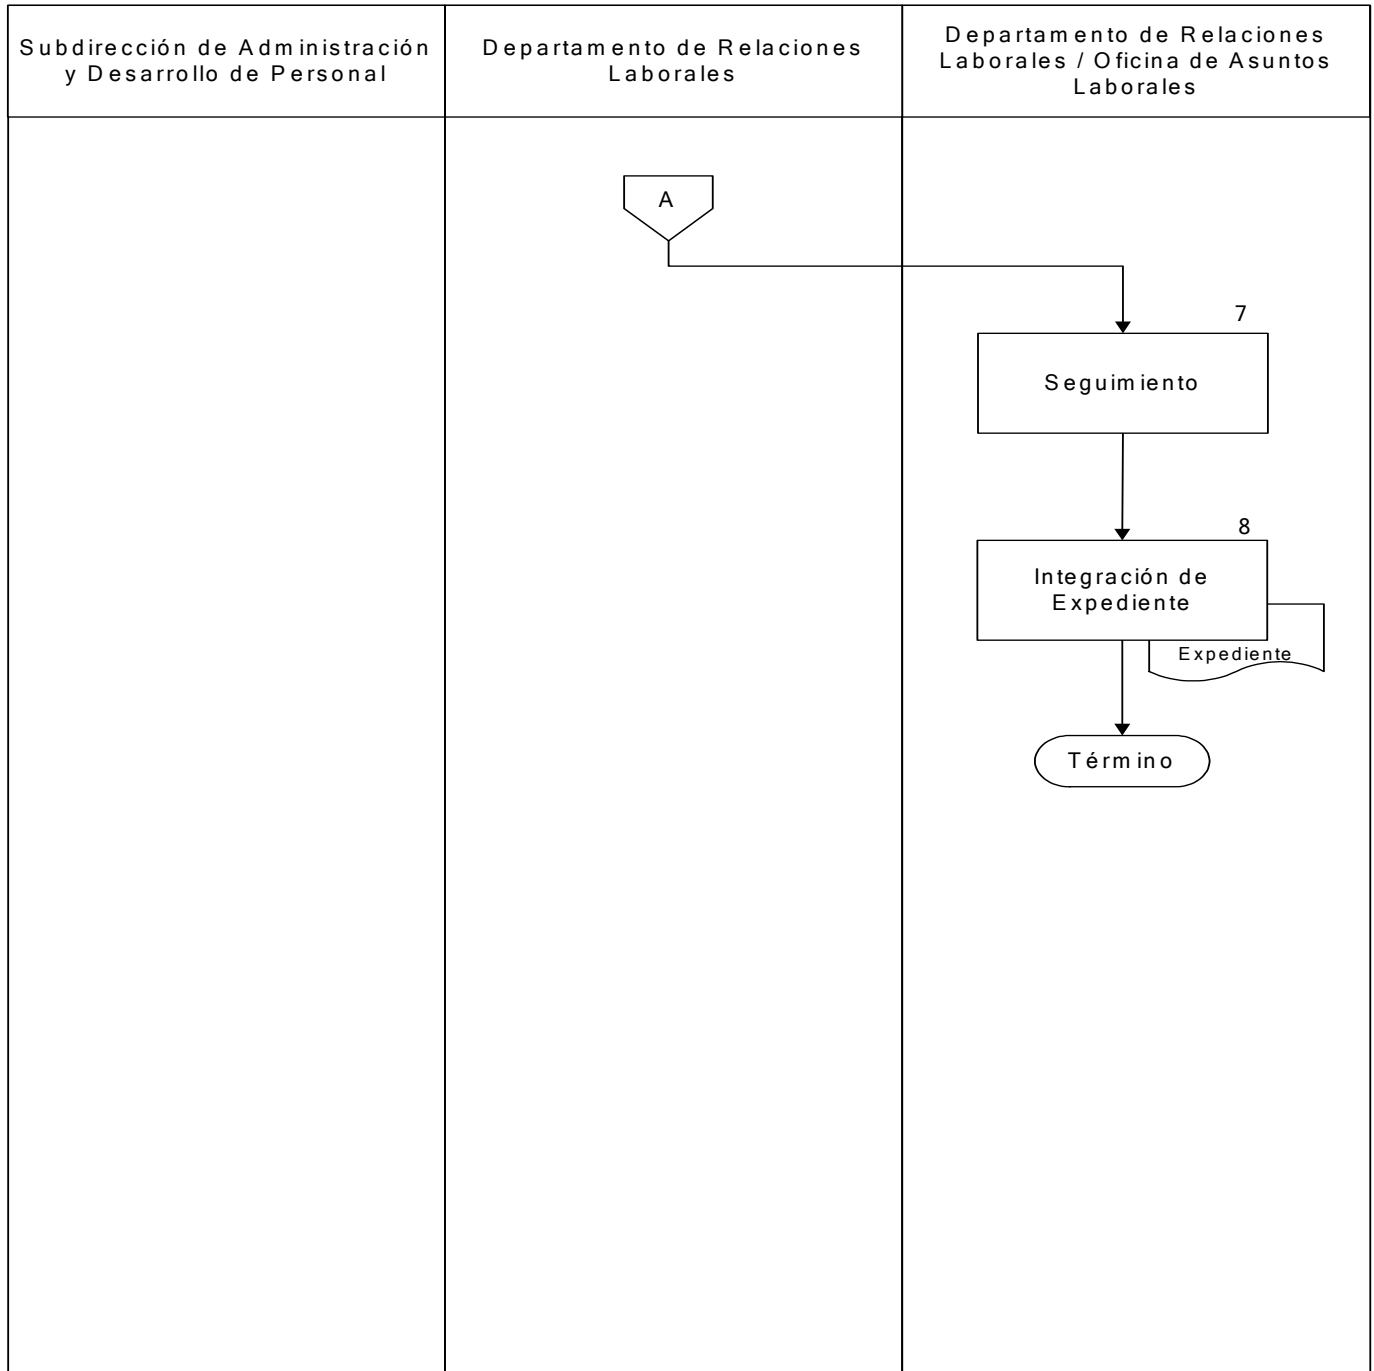 Subdirección de Administración
y Desarrollo de Personal
Departamento de Relaciones
Laborales
Departamento de Relaciones
Laborales / Oficina de Asuntos
Laborales
A
7
Seguimiento
8
Integración de
Expediente
Expediente
Término